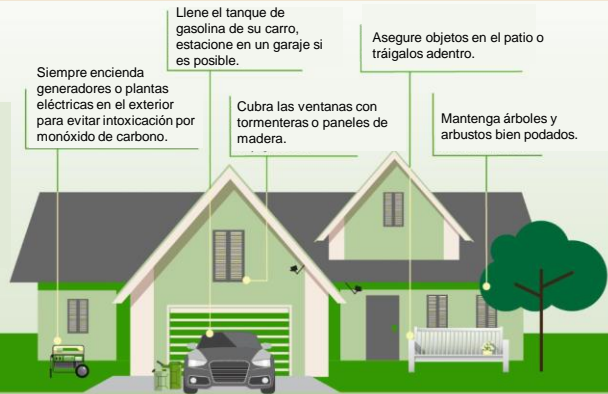 Llene el tanque de
gasolina de su carro,
estacione en un garaje si
es posible.
Asegure objetos en el patio o
tráigalos adentro.
Siempre encienda
generadores o plantas
eléctricas en el exterior
para evitar intoxicación por
monóxido de carbono.
Cubra las ventanas con
tormenteras o paneles de
madera.
Mantenga árboles y
arbustos bien podados.